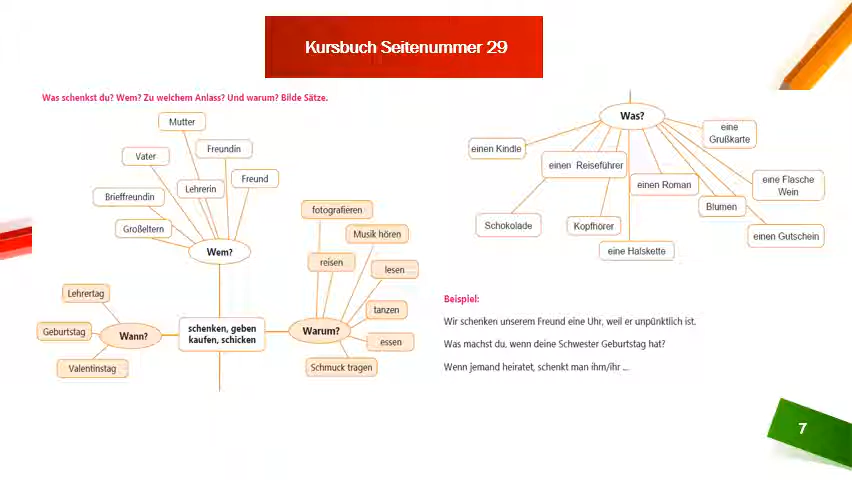 Kursbuch Seitenummer 29
Was schenkst du? Wem? Zu welchem Anlass? Und warum? Bilde Sätze.
Mutter
Freundin
Vater
Freund
Lehrerin
Brieffreundin
Großeltern
Wem?
fotografieren
Musik hören
reisen
lesen
tanzen
essen
Schmuck tragen
Warum?
schenken, geben
kaufen, schicken
Lehrertag
Geburtstag
Valentinstag
Wann?
Was?
eine
Grußkarte
einen Kindle
einen Reiseführer
einen Roman
eine Flasche
Wein
Blumen
Schokolade
Kopfhörer
einen Gutschein
eine Halskette
Beispiel:
Wir schenken unserem Freund eine Uhr, weil er unpünktlich ist.
Was machst du, wenn deine Schwester Geburtstag hat?
Wenn jemand heiratet, schenkt man ihm/ihr ...
7